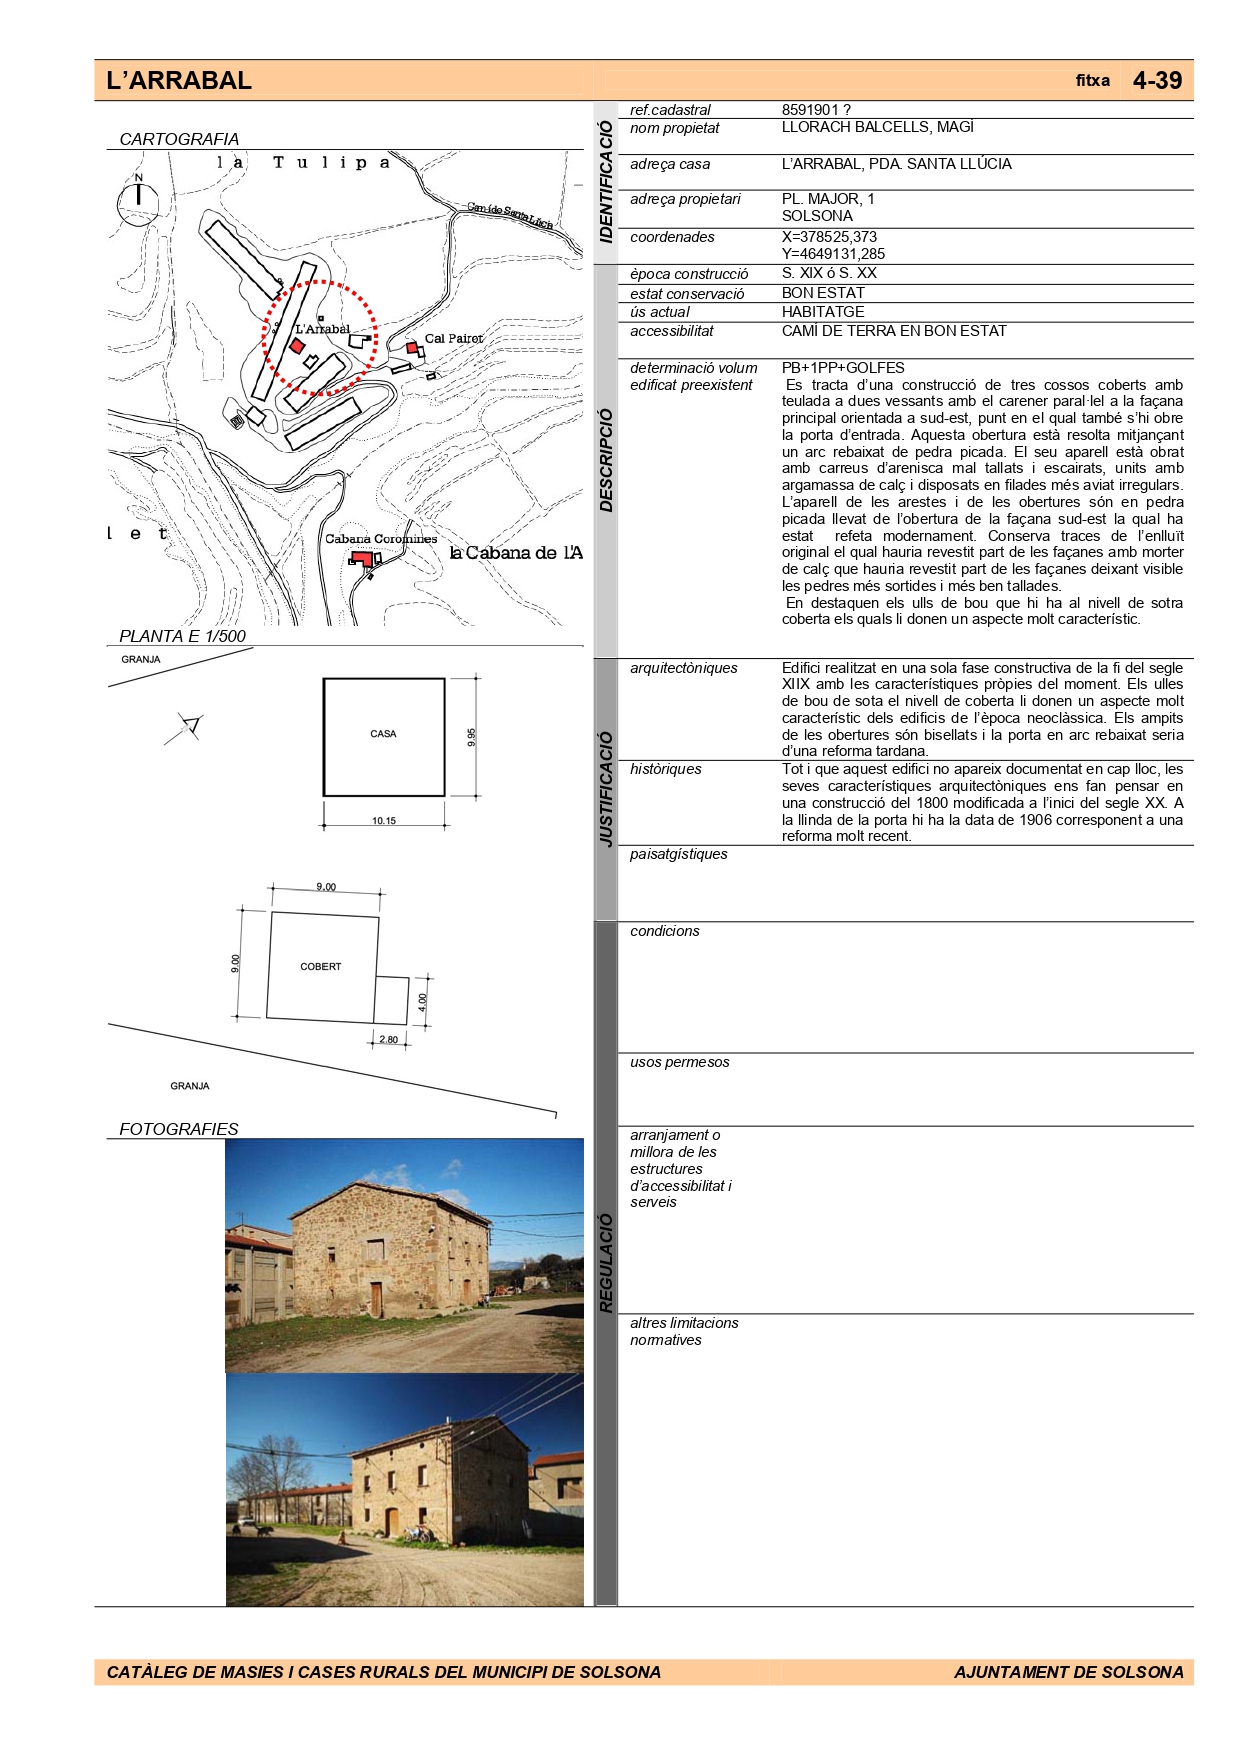 L’ARRABAL
fitxa 4-39
CARTOGRAFIA
la Tulipa
N
Camí de Santa Llúcia
L'Arrabal
Cal Pairot
let
Cabana Coromines
la Cabana de l'A
PLANTA E 1/500
GRANJA
CASA
9.95
10.15
9.00
9.00
COBERT
4.00
2.80
GRANJA
FOTOGRAFIES
IDENTIFICACIÓ
ref.cadastral 8591901 ?
nom propietat LLORACH BALCELLS, MAGÍ
adreça casa L’ARRABAL, PDA. SANTA LLÚCIA
adreça propietari PL. MAJOR, 1
SOLSONA
coordenades X=378525,373
Y=4649131,285
DESCRIPCIÓ
època construcció S. XIX ó S. XX
estat conservació BON ESTAT
ús actual HABITATGE
accessibilitat CAMÍ DE TERRA EN BON ESTAT
determinació volum
edificat preexistent
PB+1PP+GOLFES
Es tracta d’una construcció de tres cossos coberts amb
teulada a dues vessants amb el carener paral·lel a la façana
principal orientada a sud-est, punt en el qual també s’hi obre
la porta d’entrada. Aquesta obertura està resolta mitjançant
un arc rebaixat de pedra picada. El seu aparell està obrat
amb carreus d’arenisca mal tallats i escairats, units amb
argamassa de calç i disposats en filades més aviat irregulars.
L’aparell de les arestes i de les obertures són en pedra
picada llevat de l’obertura de la façana sud-est la qual ha
estat refeta modernament. Conserva traces de l’enlluït
original el qual hauria revestit part de les façanes amb morter
de calç que hauria revestit part de les façanes deixant visible
les pedres més sortides i més ben tallades.
En destaquen els ulls de bou que hi ha al nivell de sotra
coberta els quals li donen un aspecte molt característic.
JUSTIFICACIÓ
arquitectòniques
Edifici realitzat en una sola fase constructiva de la fi del segle
XIIX amb les característiques pròpies del moment. Els ulles
de bou de sota el nivell de coberta li donen un aspecte molt
característic dels edificis de l’època neoclàssica. Els ampits
de les obertures són bisellats i la porta en arc rebaixat seria
d’una reforma tardana.
històriques
Tot i que aquest edifici no apareix documentat en cap lloc, les
seves característiques arquitectòniques ens fan pensar en
una construcció del 1800 modificada a l’inici del segle XX. A
la llinda de la porta hi ha la data de 1906 corresponent a una
reforma molt recent.
paisatgístiques
REGULACIÓ
condicions
usos permesos
arranjament o
millora de les
estructures
d’accessibilitat i
serveis
altres limitacions
normatives
CATÀLEG DE MASIES I CASES RURALS DEL MUNICIPI DE SOLSONA
AJUNTAMENT DE SOLSONA